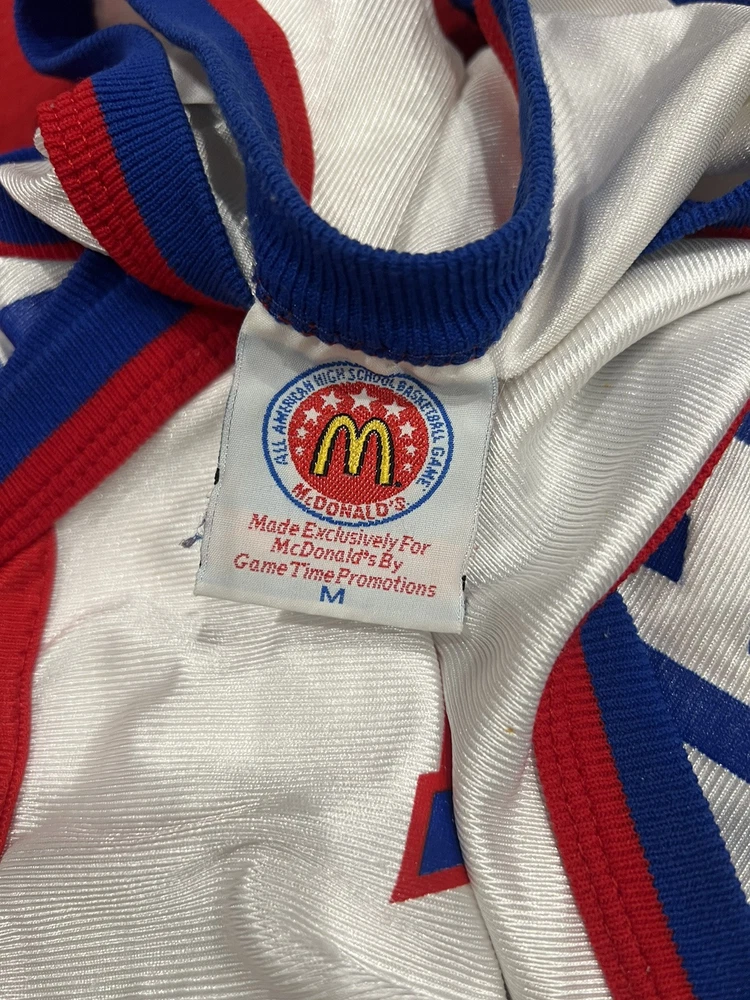 ALL AMERICAN HIGH SCHOOL BASKETBALL GAME
M
McDONALD'S
Made Exclusively For
McDonald's By
Game Time Promotions
M